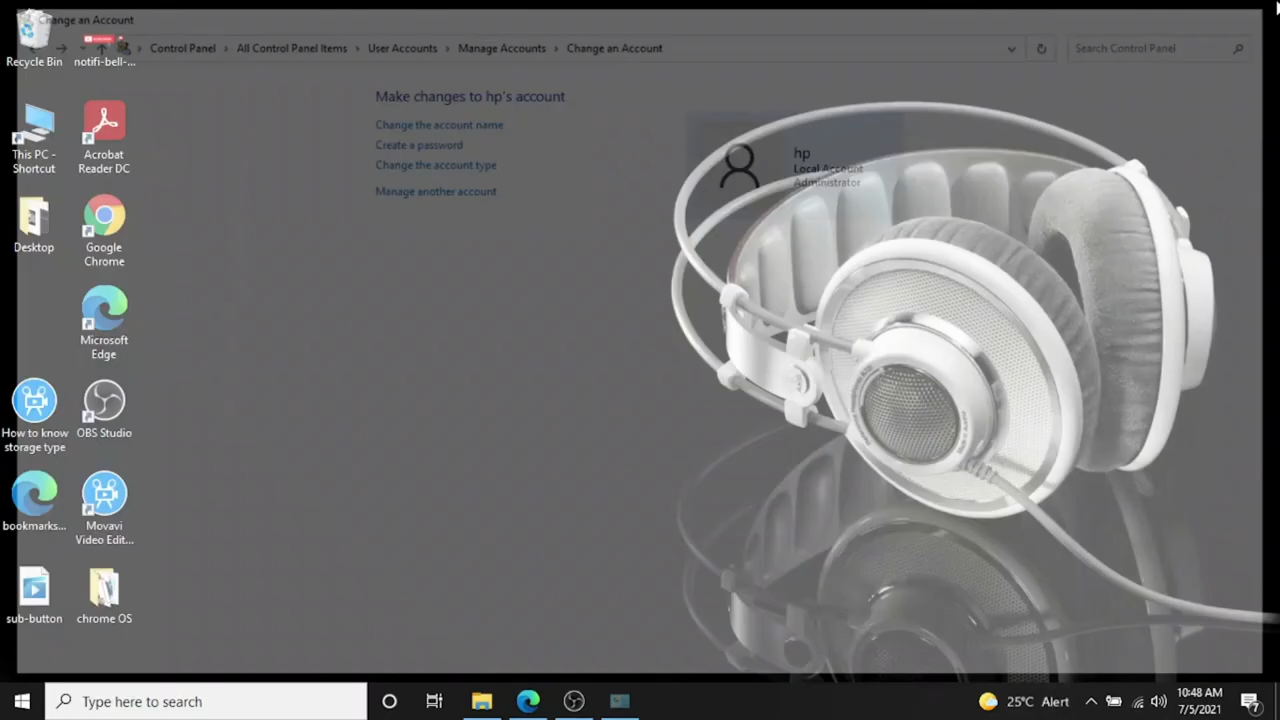 Change an Account
Control Panel > All Control Panel Items > User Accounts > Manage Accounts > Change an Account
Search Control Panel
Make changes to hp's account
Change the account name
Create a password
Change the account type
Manage another account
hp
Local Account
Administrator
Recycle Bin
notifi-bell-...
This PC -
Shortcut
Acrobat
Reader DC
Desktop
Google
Chrome
Microsoft
Edge
How to know
storage type
OBS Studio
bookmarks...
Movavi
Video Edit...
sub-button
chrome OS
Type here to search
25°C Alert
10:48 AM
7/5/2021
7